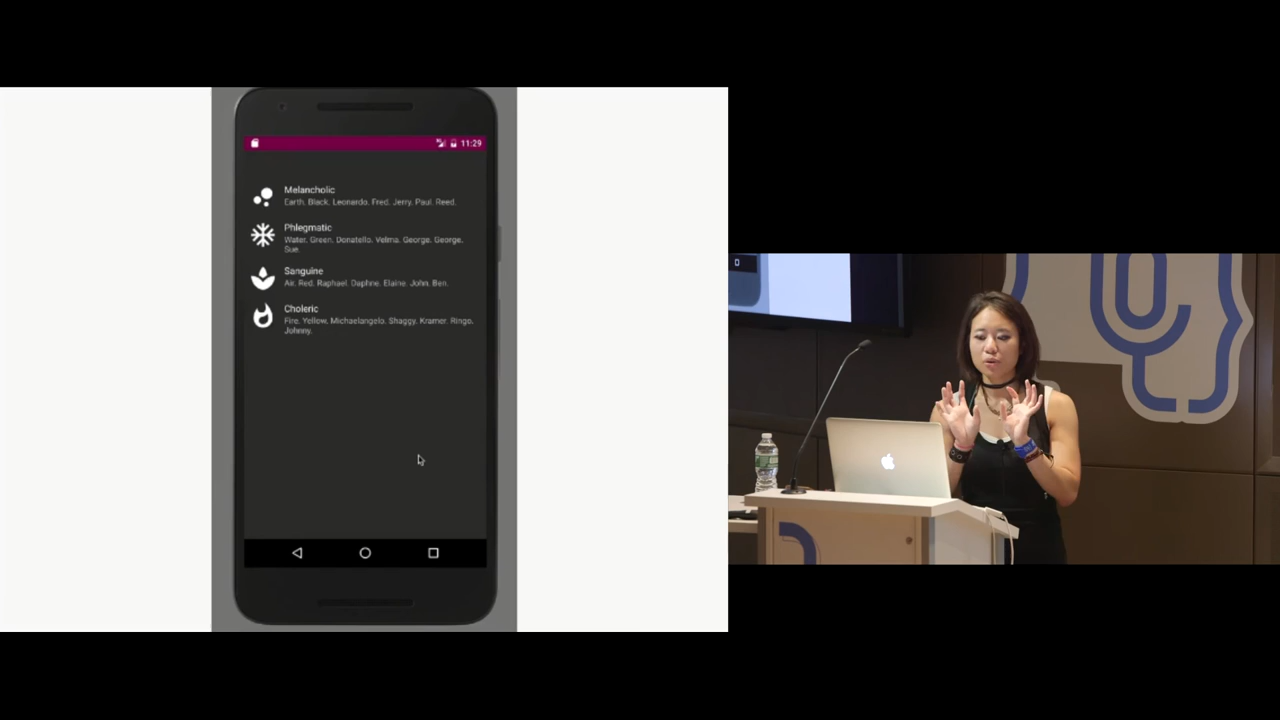 11:29
Melancholic
Earth. Black. Leonardo. Fred. Jerry. Paul. Reed.
Phlegmatic
Water. Green. Donatello. Velma. George. George.
Sue.
Sanguine
Air. Red. Raphael. Daphne. Elaine. John. Ben.
Choleric
Fire. Yellow. Michaelangelo. Shaggy. Kramer. Ringo.
Johnny.